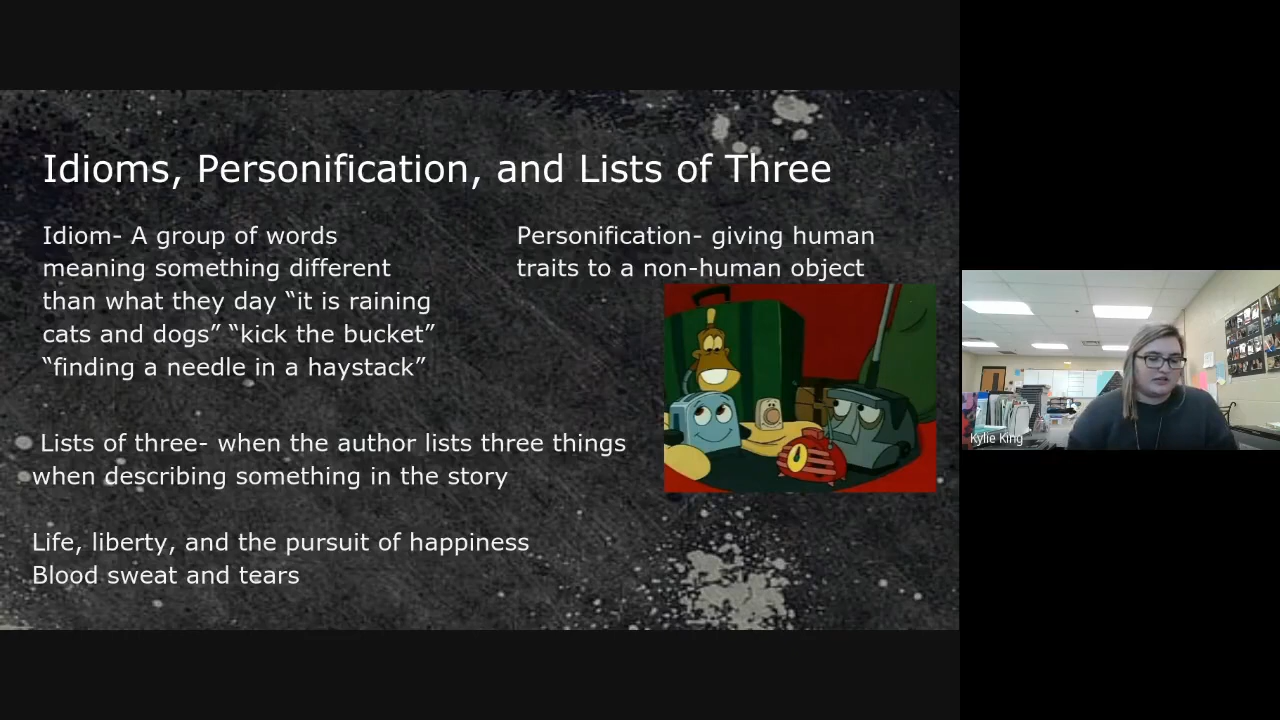 Idioms, Personification, and Lists of Three
Idiom- A group of words
meaning something different
than what they day “it is raining
cats and dogs” “kick the bucket”
“finding a needle in a haystack”
Personification- giving human
traits to a non-human object
Lists of three- when the author lists three things
when describing something in the story
Life, liberty, and the pursuit of happiness
Blood sweat and tears
Kylie King